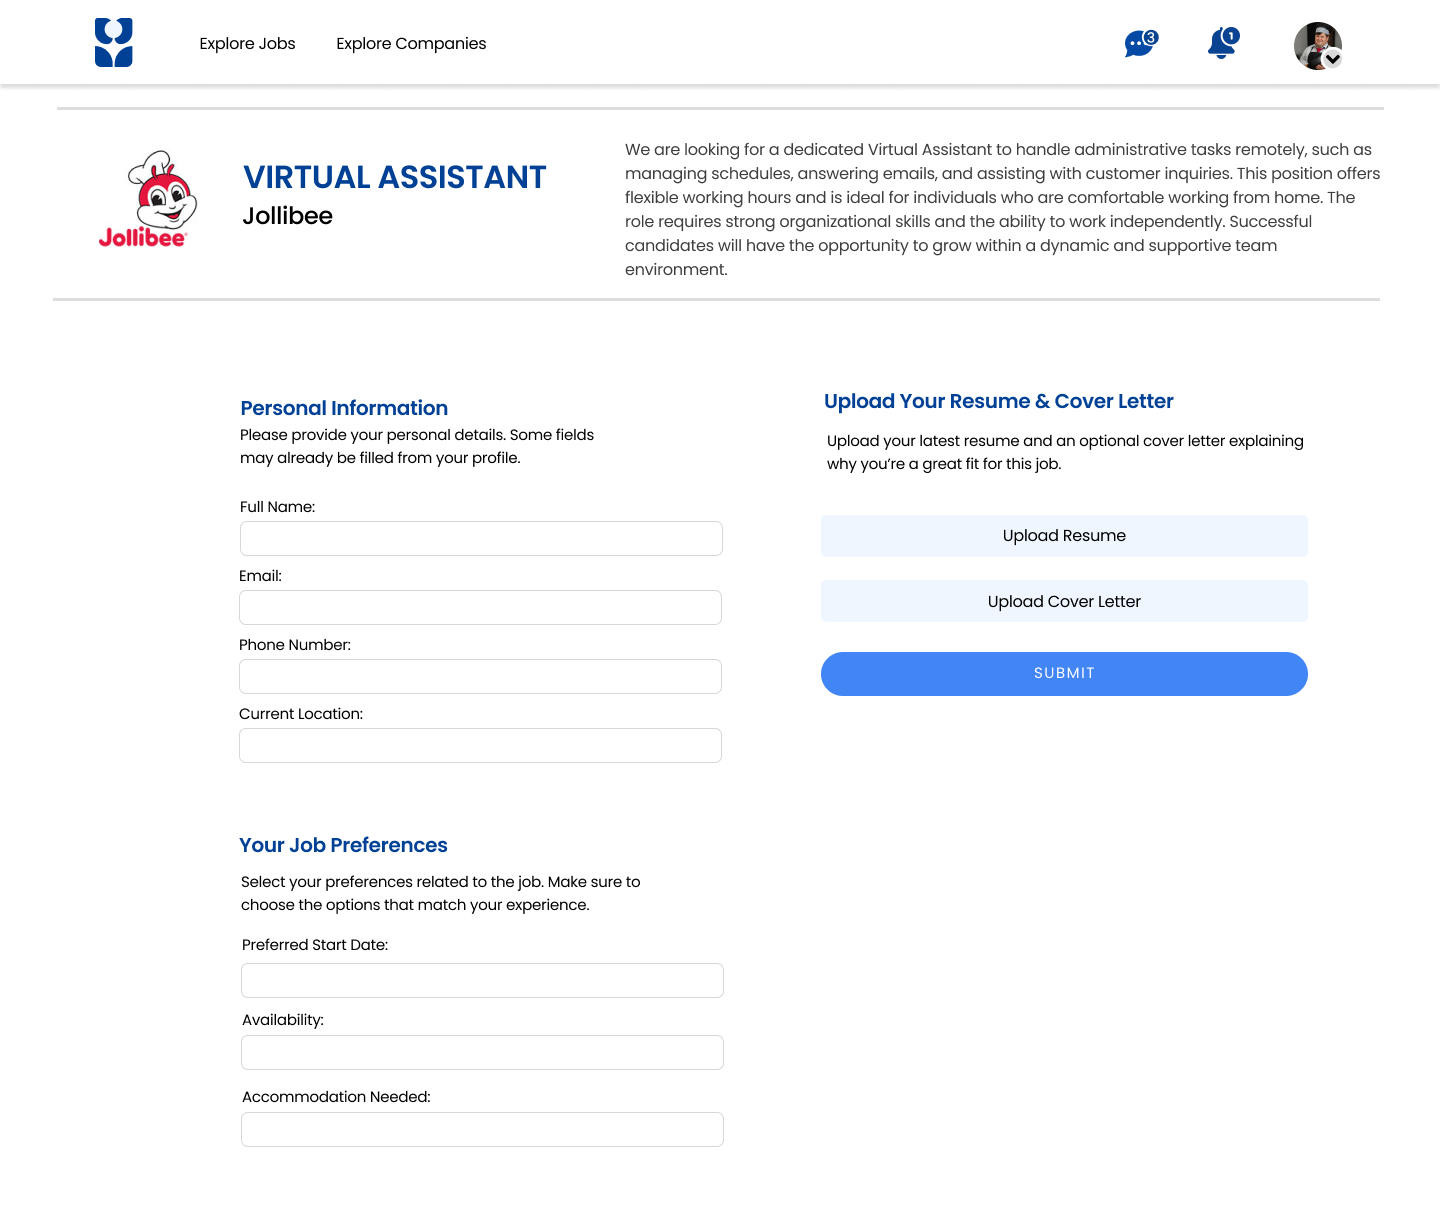 Explore Jobs
Explore Companies
3
1
VIRTUAL ASSISTANT
Jollibee
Jollibee
We are looking for a dedicated Virtual Assistant to handle administrative tasks remotely, such as
managing schedules, answering emails, and assisting with customer inquiries. This position offers
flexible working hours and is ideal for individuals who are comfortable working from home. The
role requires strong organizational skills and the ability to work independently. Successful
candidates will have the opportunity to grow within a dynamic and supportive team
environment.
Personal Information
Please provide your personal details. Some fields
may already be filled from your profile.
Full Name:
Email:
Phone Number:
Current Location:
Upload Your Resume & Cover Letter
Upload your latest resume and an optional cover letter explaining
why you’re a great fit for this job.
Upload Resume
Upload Cover Letter
SUBMIT
Your Job Preferences
Select your preferences related to the job. Make sure to
choose the options that match your experience.
Preferred Start Date:
Availability:
Accommodation Needed: